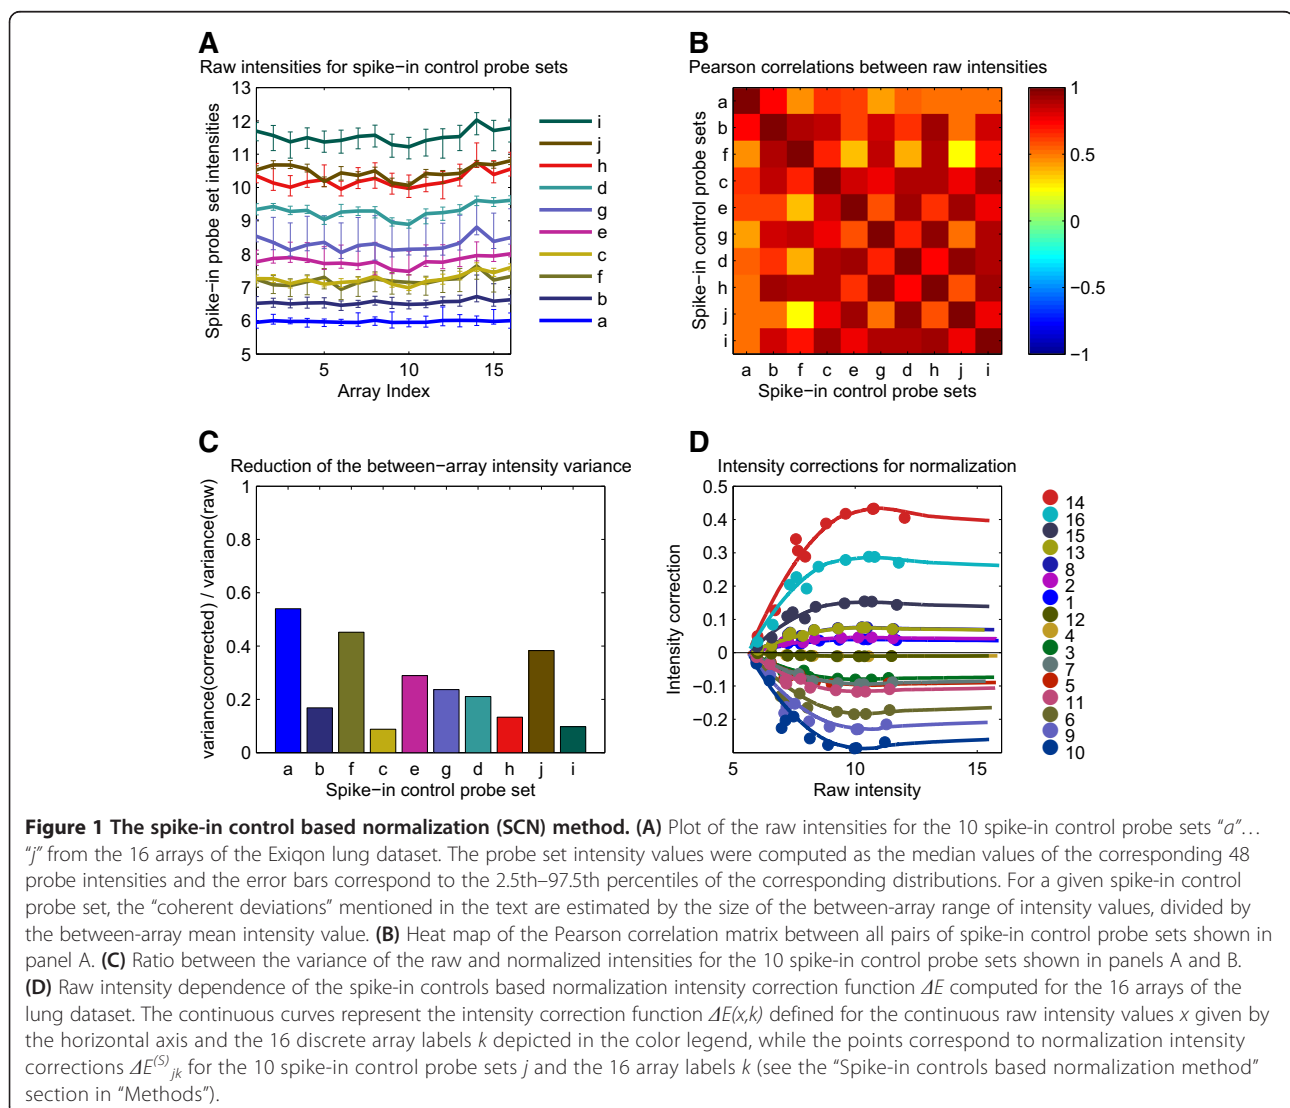 A
Raw intensities for spike−in control probe sets
Spike−in probe set intensities
13
12
11
10
9
8
7
6
5
5
10
15
Array Index
i
j
h
d
g
e
c
f
b
a
B
Pearson correlations between raw intensities
Spike−in control probe sets
a
b
f
c
e
g
d
h
j
i
a b f c e g d h j i
Spike−in control probe sets
1
0.5
0
−0.5
−1
C
Reduction of the between−array intensity variance
variance(corrected) / variance(raw)
1
0.8
0.6
0.4
0.2
0
a b f c e g d h j i
Spike−in control probe set
D
Intensity corrections for normalization
Intensity correction
0.5
0.4
0.3
0.2
0.1
0
−0.1
−0.2
5
10
15
Raw intensity
14
16
15
13
8
2
1
12
4
3
7
5
11
6
9
10
Figure 1 The spike-in control based normalization (SCN) method. (A) Plot of the raw intensities for the 10 spike-in control probe sets “a”…
“j” from the 16 arrays of the Exiqon lung dataset. The probe set intensity values were computed as the median values of the corresponding 48
probe intensities and the error bars correspond to the 2.5th–97.5th percentiles of the corresponding distributions. For a given spike-in control
probe set, the “coherent deviations” mentioned in the text are estimated by the size of the between-array range of intensity values, divided by
the between-array mean intensity value. (B) Heat map of the Pearson correlation matrix between all pairs of spike-in control probe sets shown in
panel A. (C) Ratio between the variance of the raw and normalized intensities for the 10 spike-in control probe sets shown in panels A and B.
(D) Raw intensity dependence of the spike-in controls based normalization intensity correction function ΔE computed for the 16 arrays of the
lung dataset. The continuous curves represent the intensity correction function ΔE(x,k) defined for the continuous raw intensity values x given by
the horizontal axis and the 16 discrete array labels k depicted in the color legend, while the points correspond to normalization intensity
corrections ΔE(S)jk for the 10 spike-in control probe sets j and the 16 array labels k (see the “Spike-in controls based normalization method”
section in “Methods”).